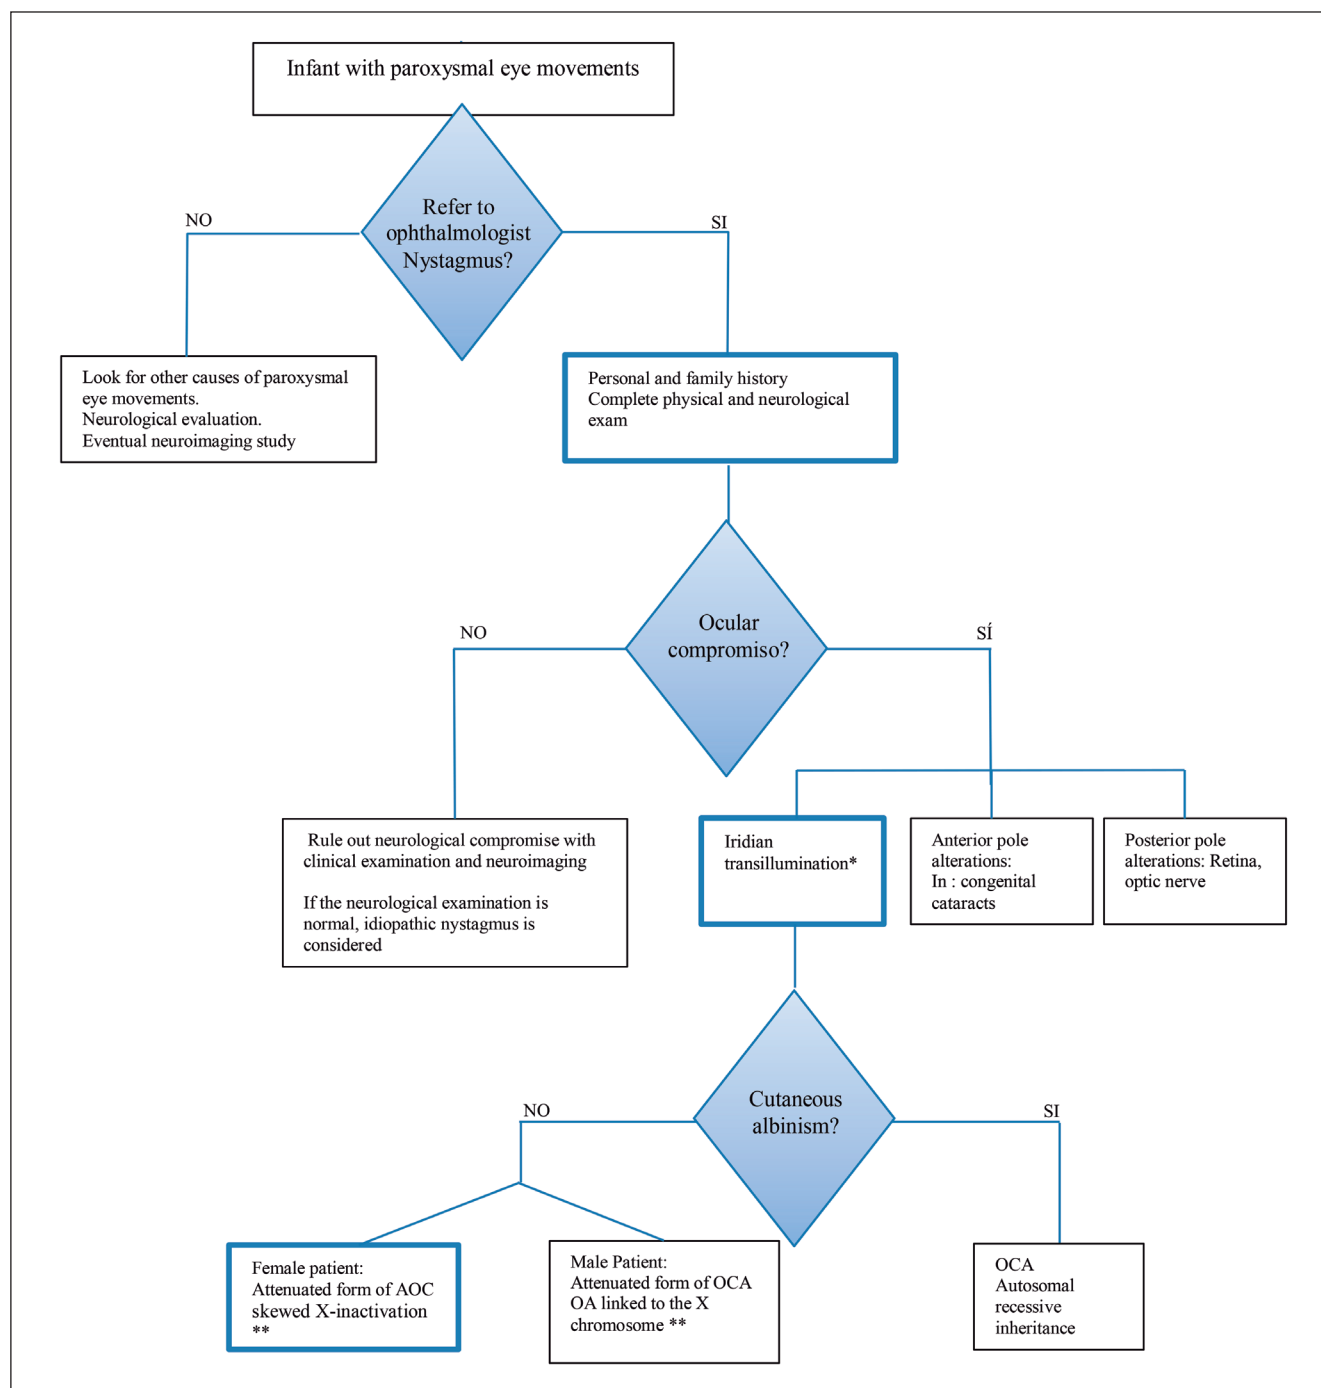 Infant with paroxysmal eye movements
Refer to
ophthalmologist
Nystagmus?
NO
SI
Look for other causes of paroxysmal
eye movements.
Neurological evaluation.
Eventual neuroimaging study
Personal and family history
Complete physical and neurological
exam
Ocular
compromiso?
NO
SÍ
Rule out neurological compromise with
clinical examination and neuroimaging
If the neurological examination is
normal, idiopathic nystagmus is
considered
Iridian
transillumination*
Anterior pole
alterations:
In : congenital
cataracts
Posterior pole
alterations: Retina,
optic nerve
Cutaneous
albinism?
NO
SI
Female patient:
Attenuated form of AOC
skewed X-inactivation
**
Male Patient:
Attenuated form of OCA
OA linked to the X
chromosome **
OCA
Autosomal
recessive
inheritance